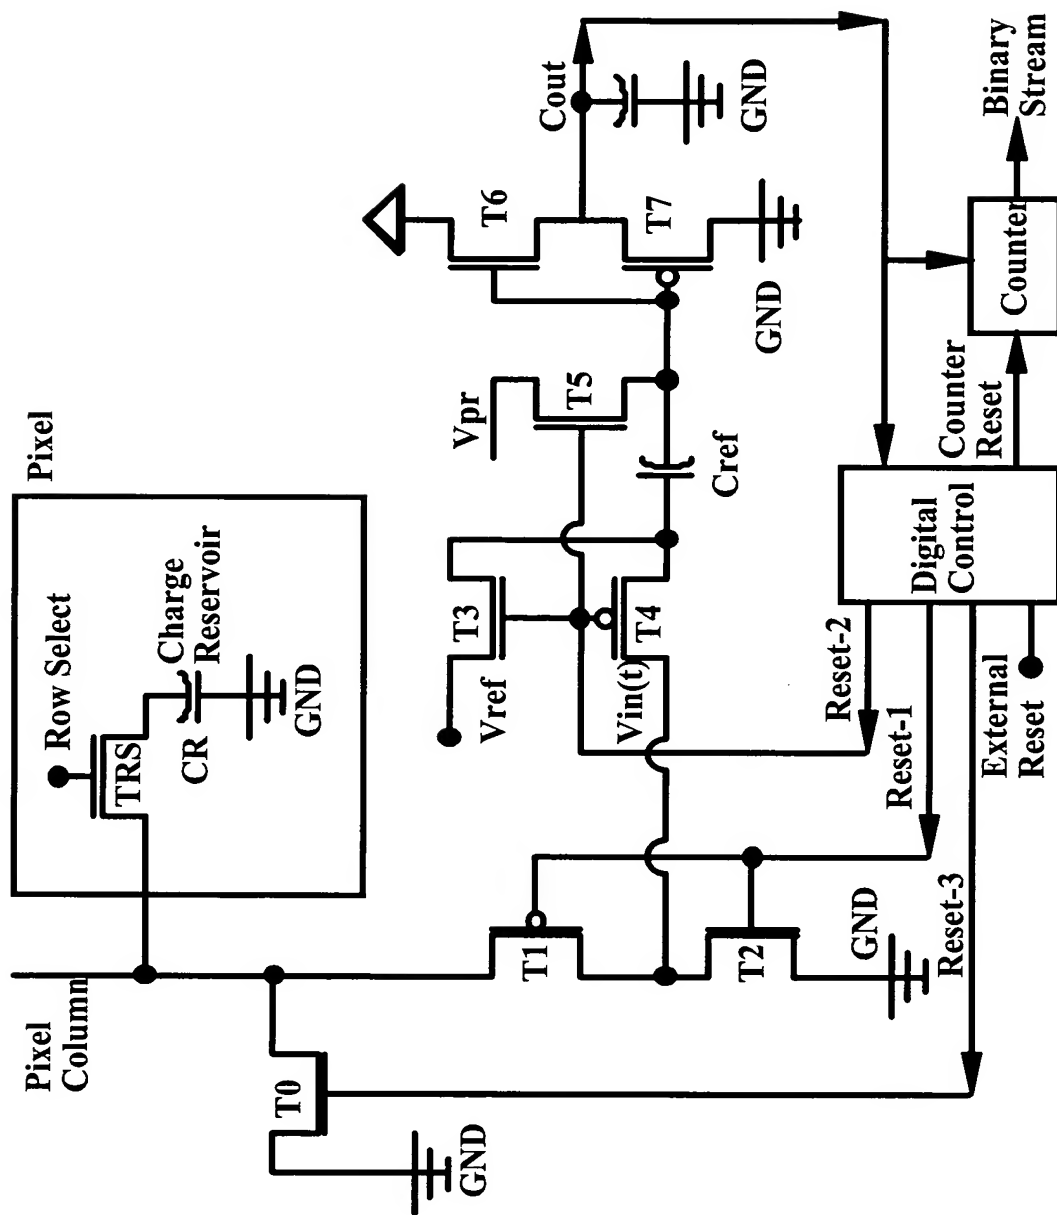 Pixel
Row Select
TRS
Charge
Reservoir
CR
GND
Pixel
Column
T0
GND
T1
T2
GND
Vref
T3
Vin(t)
T4
Vpr
T5
Cref
T6
T7
GND
Cout
GND
Reset-2
Reset-1
Reset-3
External
Reset
Digital
Control
Counter
Reset
Counter
Binary
Stream